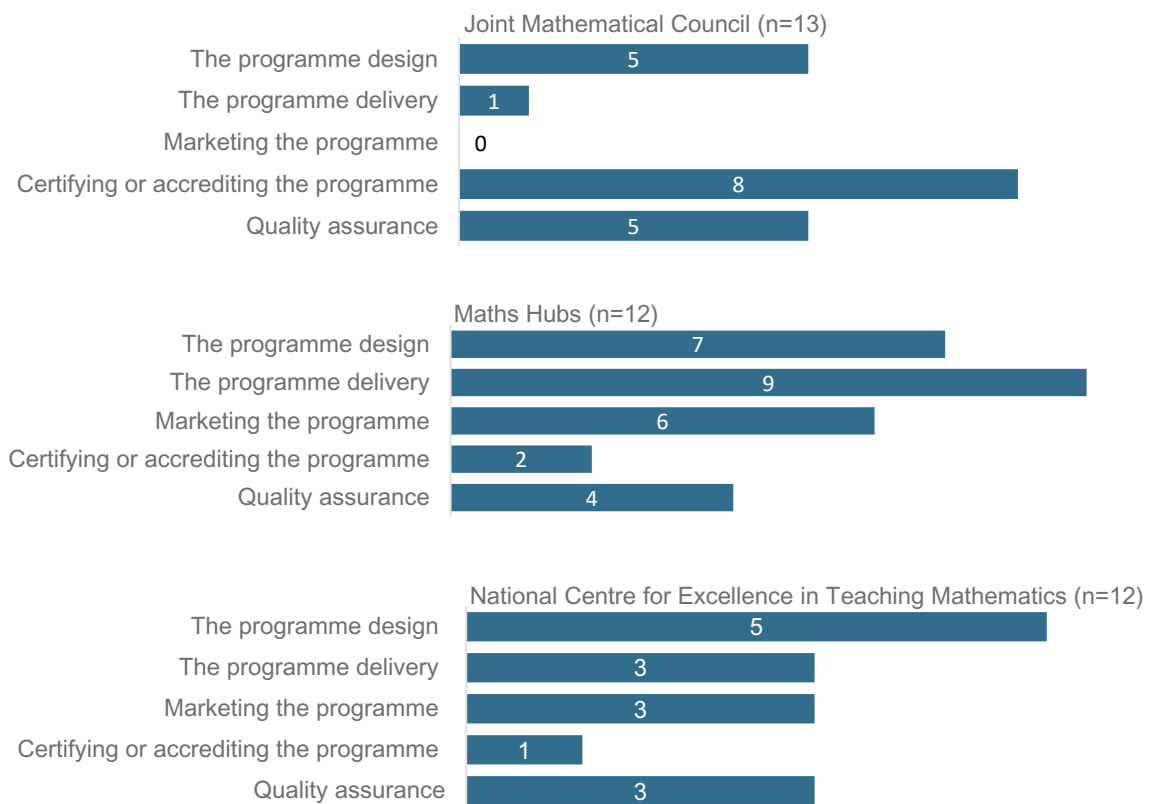 Joint Mathematical Council (n=13)
The programme design 5
The programme delivery 1
Marketing the programme 0
Certifying or accrediting the programme 8
Quality assurance 5
Maths Hubs (n=12)
The programme design 7
The programme delivery 9
Marketing the programme 6
Certifying or accrediting the programme 2
Quality assurance 4
National Centre for Excellence in Teaching Mathematics (n=12)
The programme design 5
The programme delivery 3
Marketing the programme 3
Certifying or accrediting the programme 1
Quality assurance 3